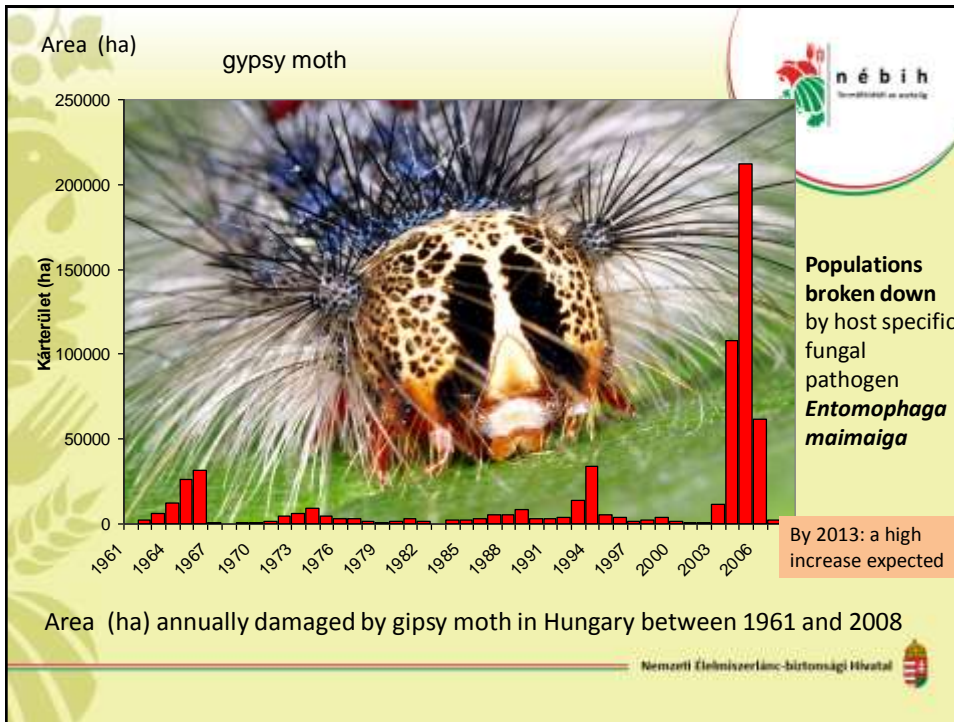 Area (ha)
gypsy moth
nébih
250000
200000
150000
100000
50000
0
Kárterület (ha)
1961
1964
1967
1970
1973
1976
1979
1982
1985
1988
1991
1994
1997
2000
2003
2006
Populations
broken down
by host specific
fungal
pathogen
Entomophaga
maimaiga
By 2013: a high
increase expected
Area (ha) annually damaged by gipsy moth in Hungary between 1961 and 2008
Nemzeti Élelmiszerlánc-biztonsági Hivatal